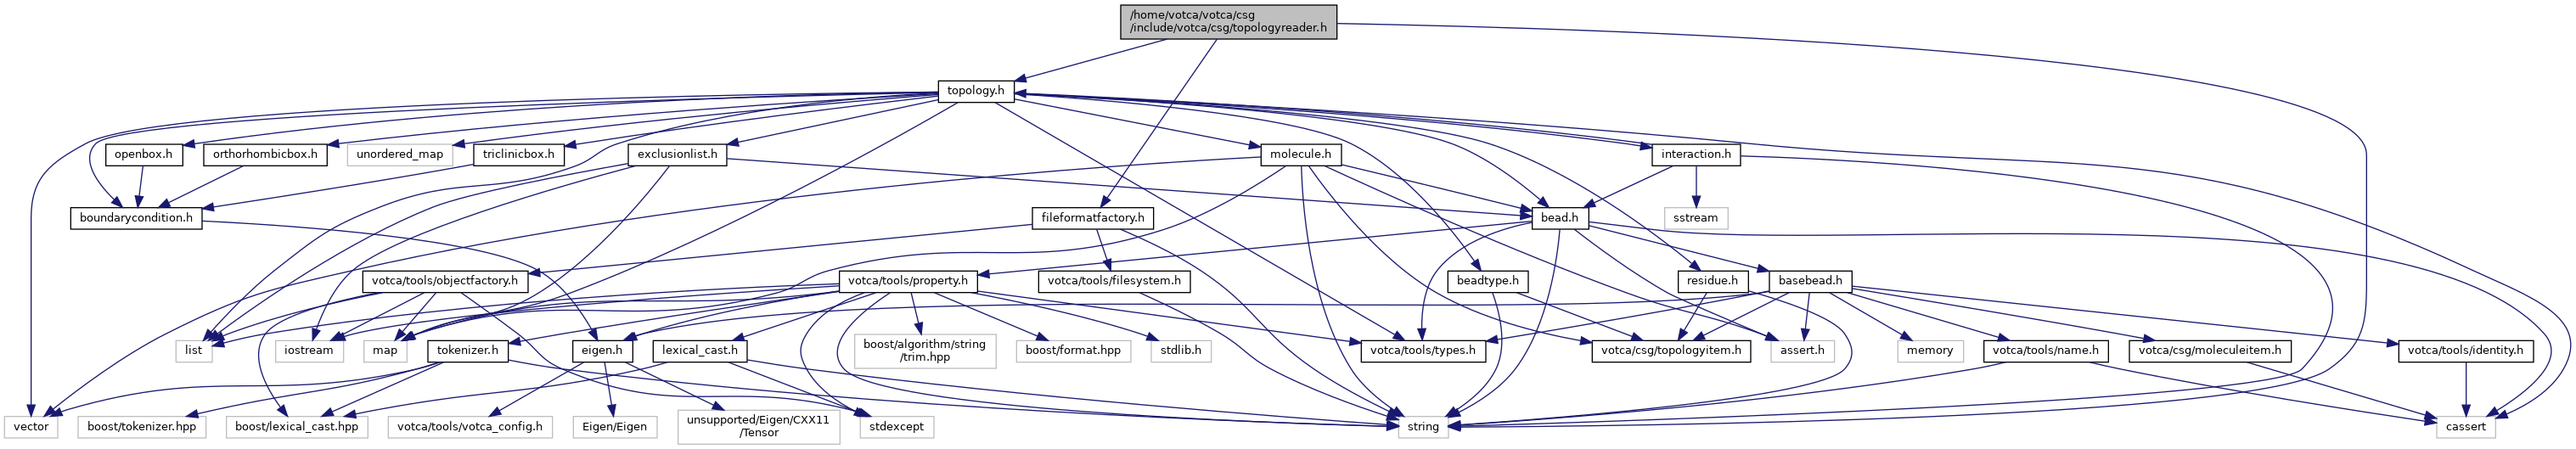 /home/votca/votca/csg
/include/votca/csg/topologyreader.h
topology.h
openbox.h
orthorhombicbox.h
unordered_map
triclinicbox.h
exclusionlist.h
molecule.h
interaction.h
boundarycondition.h
fileformatfactory.h
bead.h
sstream
votca/tools/objectfactory.h
votca/tools/property.h
votca/tools/filesystem.h
beadtype.h
residue.h
basebead.h
list
iostream
map
tokenizer.h
eigen.h
lexical_cast.h
boost/algorithm/string
/trim.hpp
boost/format.hpp
stdlib.h
votca/tools/types.h
votca/csg/topologyitem.h
assert.h
memory
votca/tools/name.h
votca/csg/moleculeitem.h
votca/tools/identity.h
vector
boost/tokenizer.hpp
boost/lexical_cast.hpp
votca/tools/votca_config.h
Eigen/Eigen
unsupported/Eigen/CXX11
/Tensor
stdexcept
string
cassert